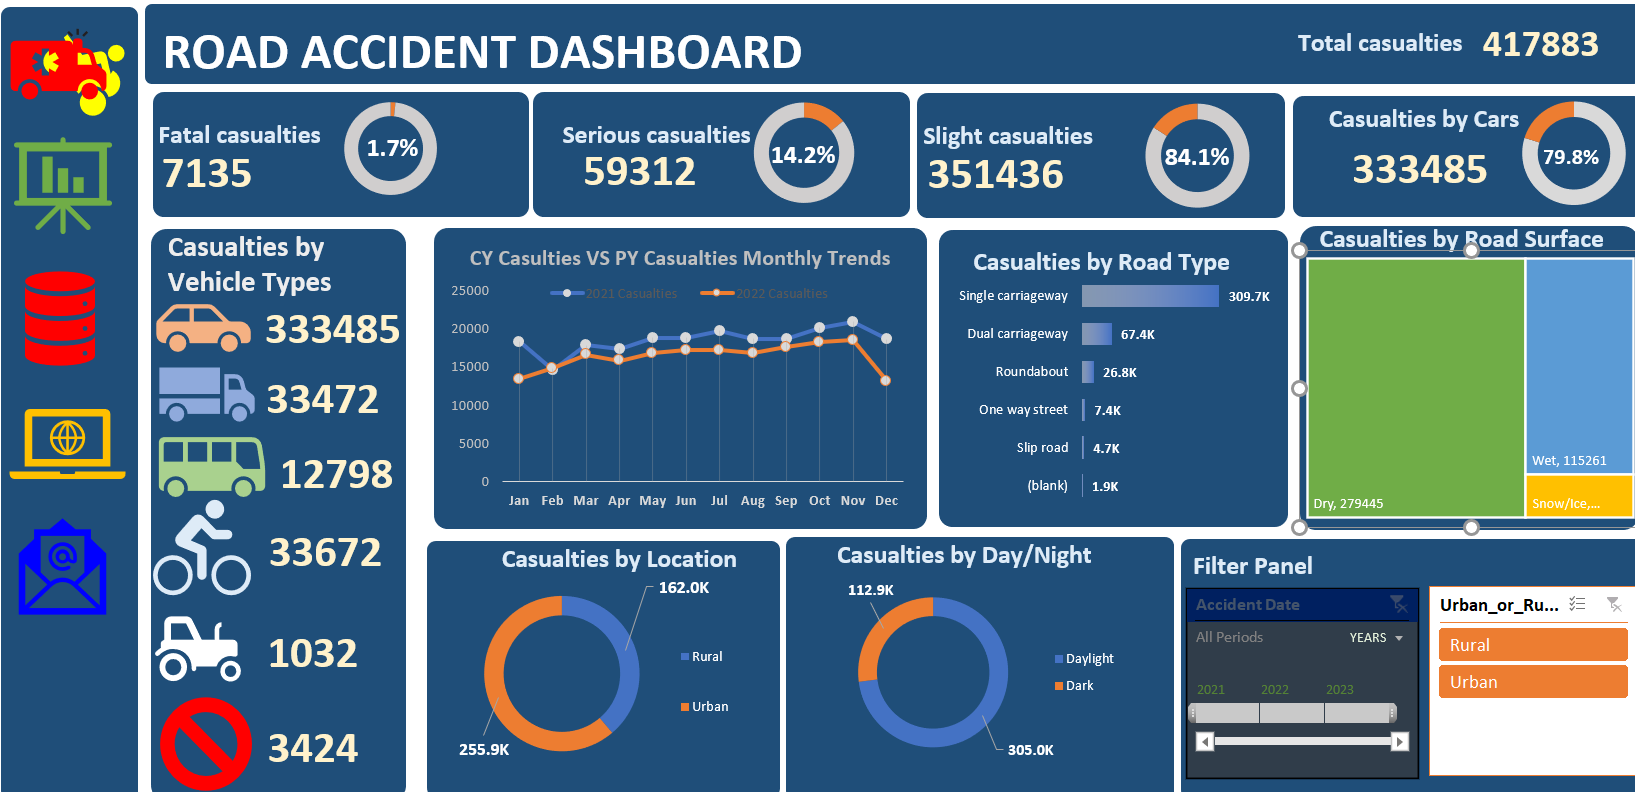 ROAD ACCIDENT DASHBOARD
Total casualties 417883
Fatal casualties
7135
1.7%
Serious casualties
59312
14.2%
Slight casualties
351436
84.1%
Casualties by Cars
333485
79.8%
Casualties by
Vehicle Types
333485
33472
12798
33672
1032
3424
CY Casulties VS PY Casualties Monthly Trends
2021 Casualties
2022 Casualties
25000
20000
15000
10000
5000
0
Jan Feb Mar Apr May Jun Jul Aug Sep Oct Nov Dec
Casualties by Road Type
Single carriageway 309.7K
Dual carriageway 67.4K
Roundabout 26.8K
One way street 7.4K
Slip road 4.7K
(blank) 1.9K
Casualties by Road Surface
Dry, 279445
Wet, 115261
Snow/Ice,...
Casualties by Location
162.0K
255.9K
Rural
Urban
Casualties by Day/Night
112.9K
305.0K
Daylight
Dark
Filter Panel
Accident Date
All Periods YEARS
2021 2022 2023
Urban_or_Ru...
Rural
Urban
@